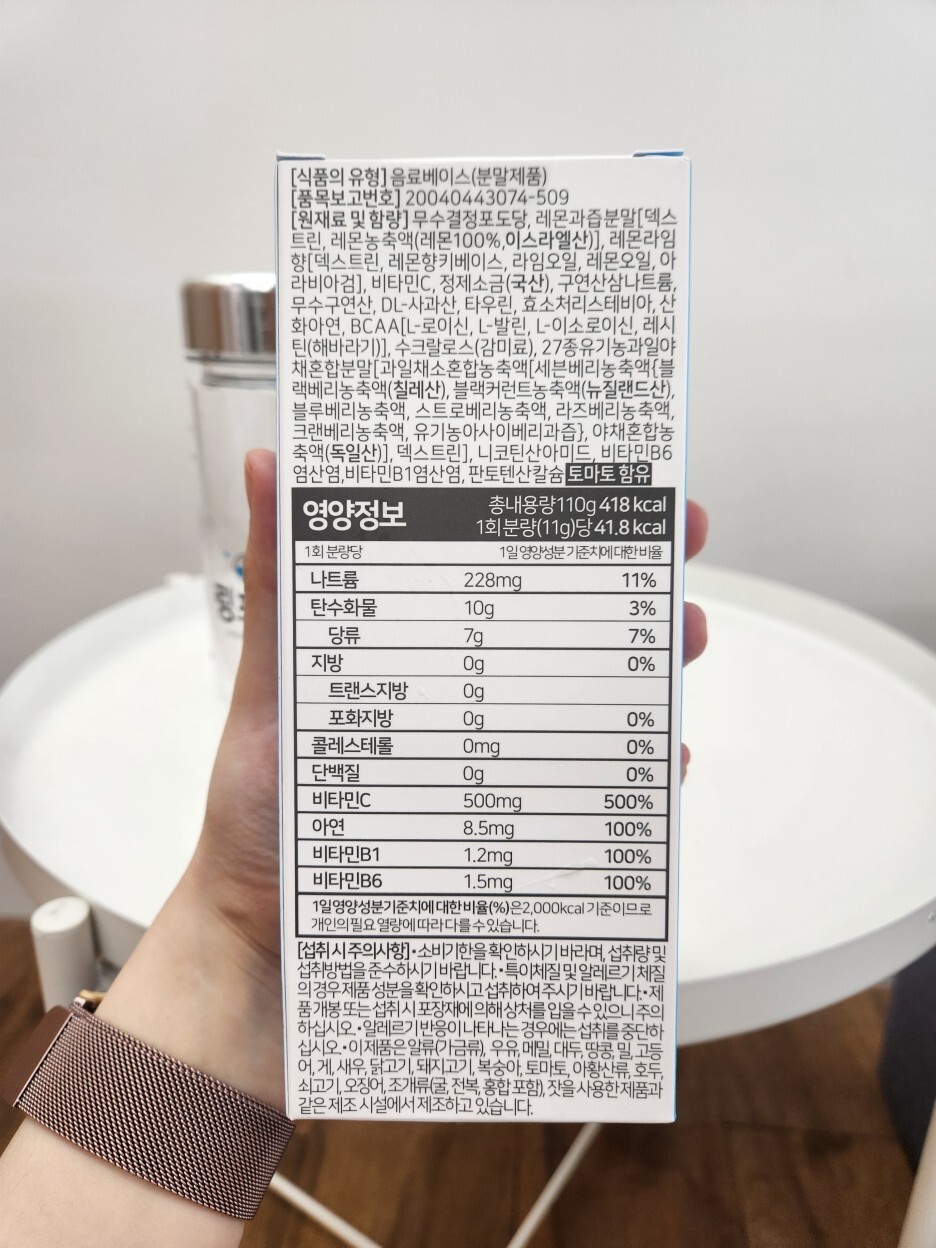 [식품의 유형] 음료베이스(분말제품)
[품목보고번호] 20040443074-509
[원재료 및 함량] 무수결정포도당, 레몬과즙분말[덱스
트린, 레몬농축액(레몬100%,이스라엘산)], 레몬라임
향[덱스트린, 레몬향키베이스, 라임오일, 레몬오일, 아
라비아검], 비타민C, 정제소금(국산), 구연산삼나트륨,
무수구연산, DL-사과산, 타우린, 효소처리스테비아, 산
화아연, BCAA[L-로이신, L-발린, L-이소로이신, 레시
틴(해바라기)], 수크랄로스(감미료), 27종유기농과일야
채혼합분말[과일채소혼합농축액[세븐베리농축액{블
랙베리농축액(칠레산), 블랙커런트농축액(뉴질랜드산),
블루베리농축액, 스트로베리농축액, 라즈베리농축액,
크랜베리농축액, 유기농아사이베리과즙}, 야채혼합농
축액(독일산)], 덱스트린], 니코틴산아미드, 비타민B6
염산염,비타민B1염산염, 판토텐산칼슘 토마토 함유
영양정보 총내용량110g 418 kcal
1회 분량(11g)당 41.8 kcal
1회 분량당 1일 영양성분 기준치에 대한 비율
나트륨 228mg 11%
탄수화물 10g 3%
당류 7g 7%
지방 0g 0%
트랜스지방 0g
포화지방 0g 0%
콜레스테롤 0mg 0%
단백질 0g 0%
비타민C 500mg 500%
아연 8.5mg 100%
비타민B1 1.2mg 100%
비타민B6 1.5mg 100%
1일 영양성분 기준치에 대한 비율(%)은 2,000kcal 기준이므로
개인의 필요 열량에 따라 다를 수 있습니다.
[섭취 시 주의사항]•소비기한을 확인하시기 바라며, 섭취량 및
섭취방법을 준수하시기 바랍니다.•특이체질 및 알레르기 체질
의 경우 제품 성분을 확인하시고 섭취하여 주시기 바랍니다.•제
품 개봉 또는 섭취 시 포장재에 의해 상처를 입을 수 있으니 주의
하십시오.•알레르기 반응이 나타나는 경우에는 섭취를 중단하
십시오.•이 제품은 알류(가금류), 우유, 메밀, 대두, 땅콩, 밀, 고등
어, 게, 새우, 닭고기, 돼지고기, 복숭아, 토마토, 아황산류, 호두,
쇠고기, 오징어, 조개류(굴, 전복, 홍합 포함), 잣을 사용한 제품과
같은 제조 시설에서 제조하고 있습니다.